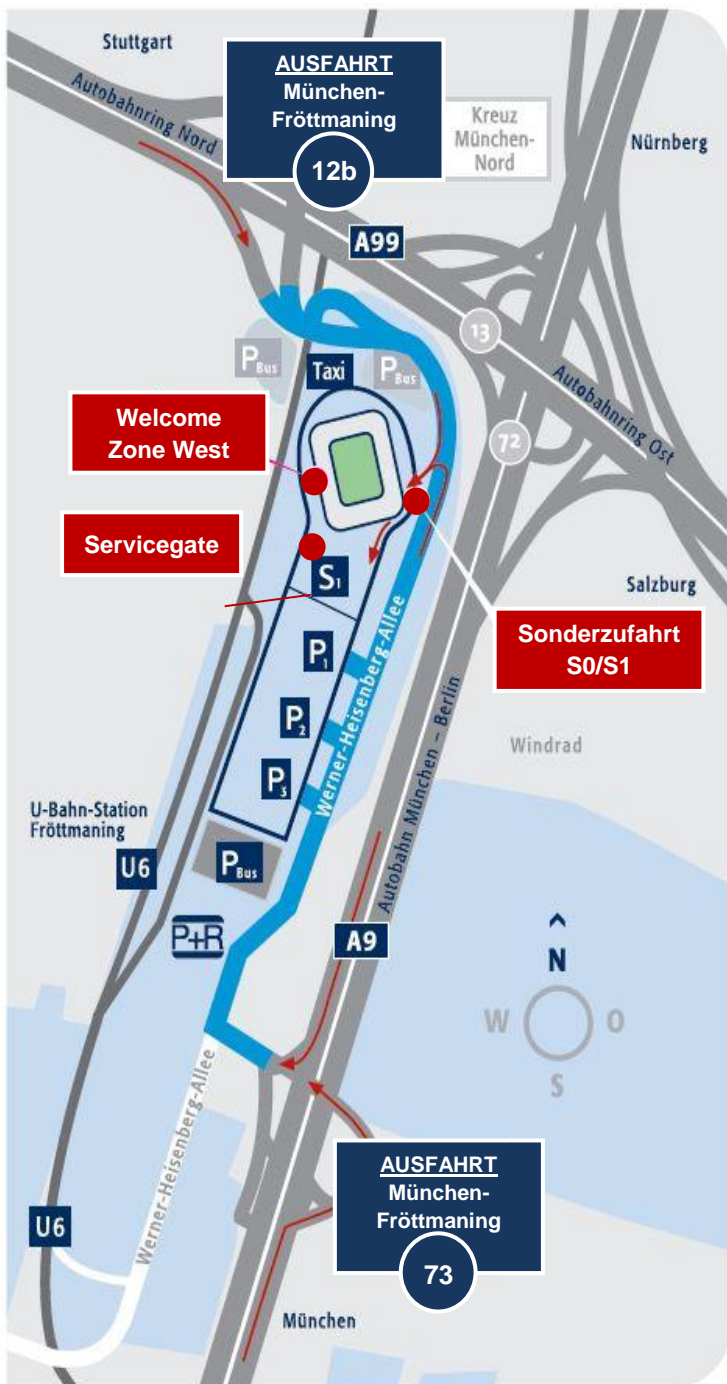 Stuttgart
AUSFAHRT
München-
Fröttmaning
12b
Kreuz
München-
Nord
Nürnberg
Autobahnring Nord
A99
13
Autobahnring Ost
72
PBus
Taxi
PBus
Welcome
Zone West
Servicegate
S1
Salzburg
Sonderzufahrt
S0/S1
P1
P2
P3
Werner-Heisenberg-Allee
Autobahn München – Berlin
Windrad
U-Bahn-Station
Fröttmaning
U6
PBus
P+R
A9
N
W O
S
Werner-Heisenberg-Allee
AUSFAHRT
München-
Fröttmaning
73
U6
München